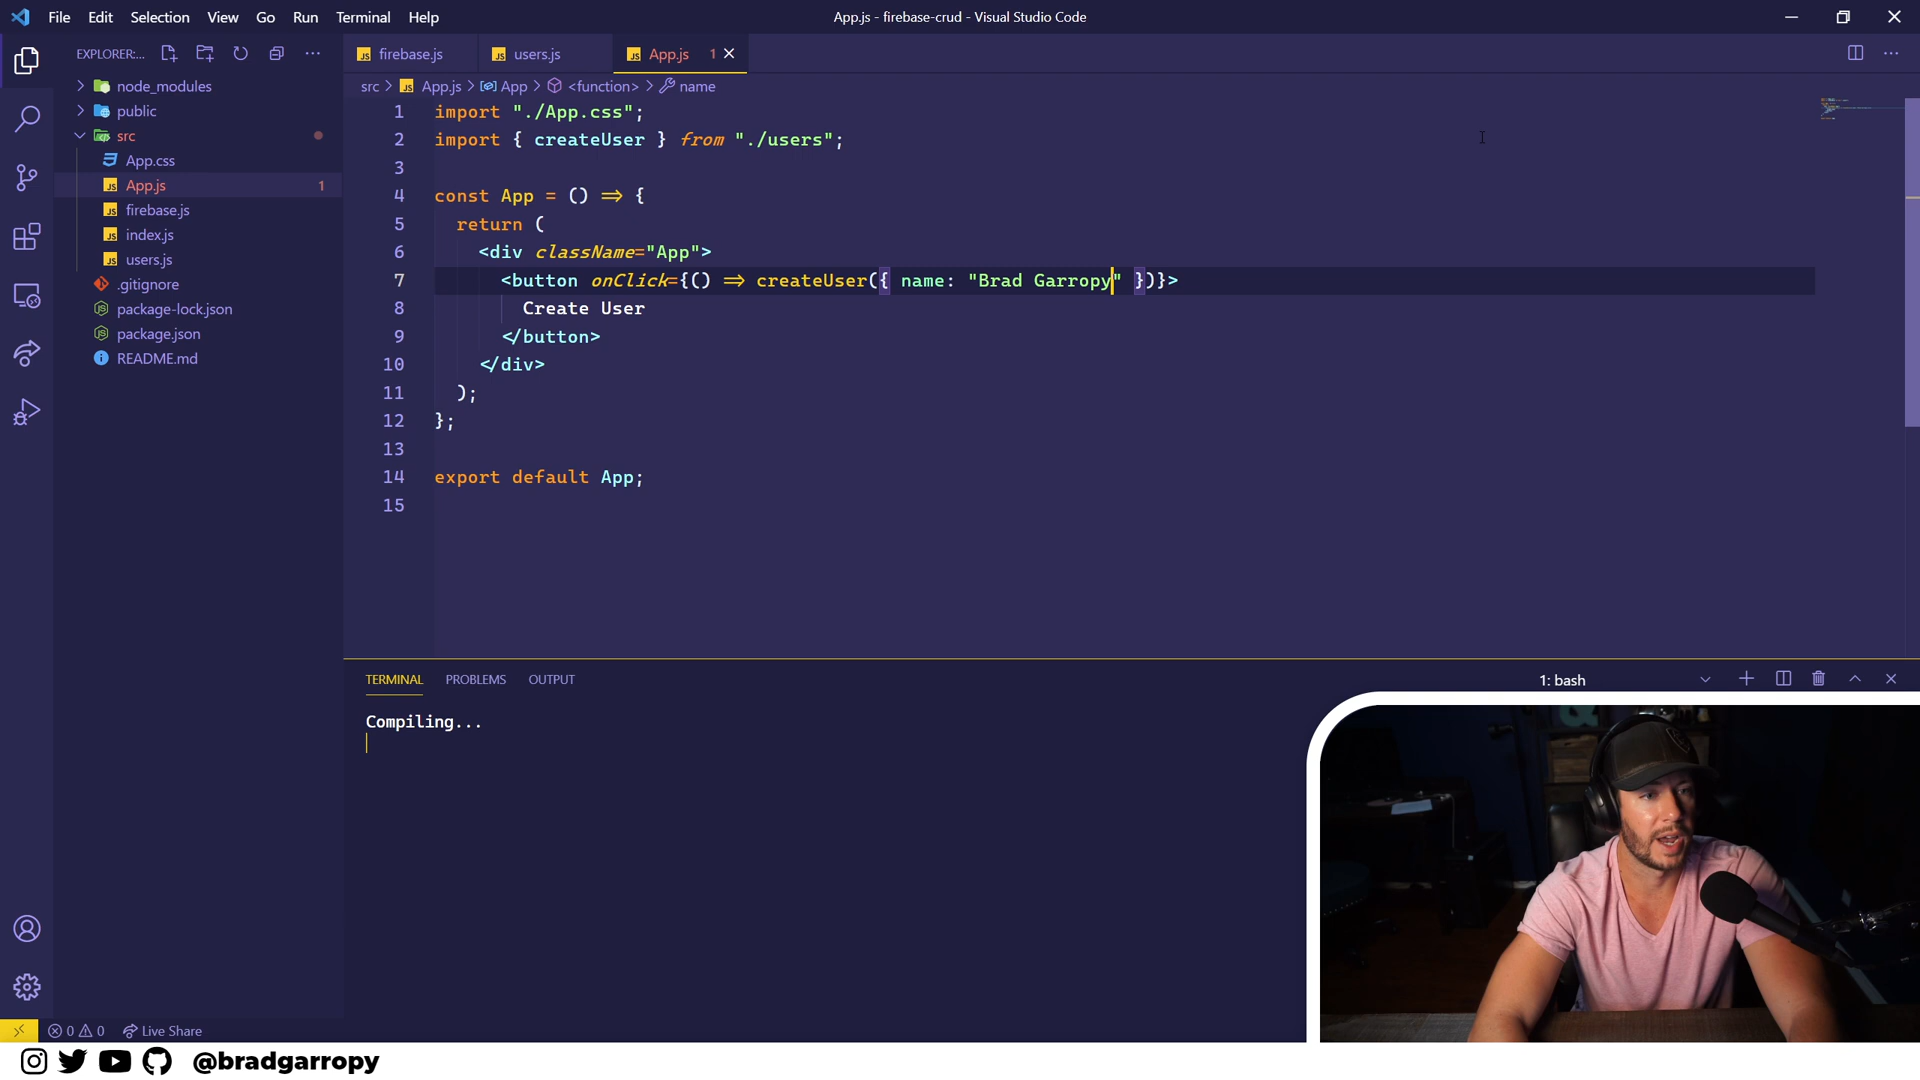 File Edit Selection View Go Run Terminal Help
App.js - firebase-crud - Visual Studio Code
EXPLORER:...
node_modules
public
src
App.css
App.js 1
firebase.js
index.js
users.js
.gitignore
package-lock.json
package.json
README.md
firebase.js users.js App.js 1
src > App.js > App > <function> > name
1 import "./App.css";
2 import { createUser } from "./users";
3
4 const App = () => {
5 return (
6 <div className="App">
7 <button onClick={() => createUser({ name: "Brad Garropy" })}>
8 Create User
9 </button>
10 </div>
11 );
12 };
13
14 export default App;
15
TERMINAL PROBLEMS OUTPUT
1: bash
Compiling...
0 0 Live Share
@bradgarropy